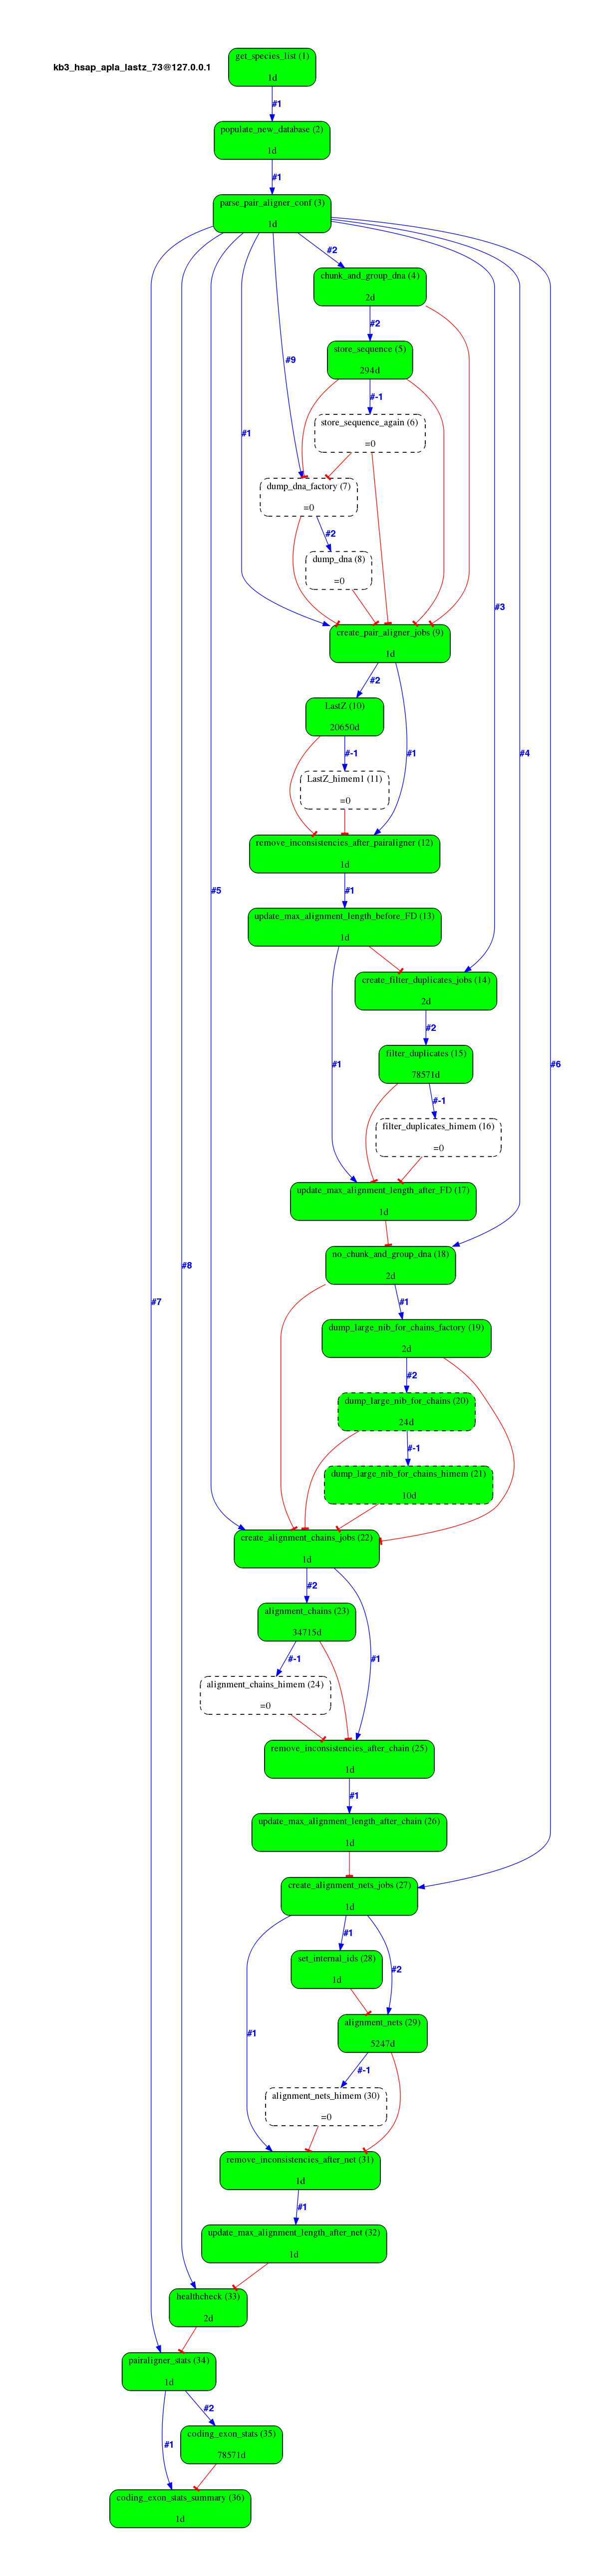 kb3_hsap_apla_lastz_73@127.0.0.1
get_species_list (1)
1d
#1
populate_new_database (2)
1d
#1
parse_pair_aligner_conf (3)
1d
#2
chunk_and_group_dna (4)
2d
#2
store_sequence (5)
294d
#9
#-1
store_sequence_again (6)
=0
#1
dump_dna_factory (7)
=0
#2
dump_dna (8)
=0
#3
create_pair_aligner_jobs (9)
1d
#2
LastZ (10)
20650d
#-1
#1
#4
LastZ_himem1 (11)
=0
remove_inconsistencies_after_pairaligner (12)
1d
#5
#1
update_max_alignment_length_before_FD (13)
1d
create_filter_duplicates_jobs (14)
2d
#2
filter_duplicates (15)
78571d
#1
#6
#-1
filter_duplicates_himem (16)
=0
update_max_alignment_length_after_FD (17)
1d
no_chunk_and_group_dna (18)
2d
#8
#7
#1
dump_large_nib_for_chains_factory (19)
2d
#2
dump_large_nib_for_chains (20)
24d
#-1
dump_large_nib_for_chains_himem (21)
10d
create_alignment_chains_jobs (22)
1d
#2
alignment_chains (23)
34715d
#-1
#1
alignment_chains_himem (24)
=0
remove_inconsistencies_after_chain (25)
1d
#1
update_max_alignment_length_after_chain (26)
1d
create_alignment_nets_jobs (27)
1d
#1
set_internal_ids (28)
1d
#2
#1
alignment_nets (29)
5247d
#-1
alignment_nets_himem (30)
=0
remove_inconsistencies_after_net (31)
1d
#1
update_max_alignment_length_after_net (32)
1d
healthcheck (33)
2d
pairaligner_stats (34)
1d
#2
#1
coding_exon_stats (35)
78571d
coding_exon_stats_summary (36)
1d